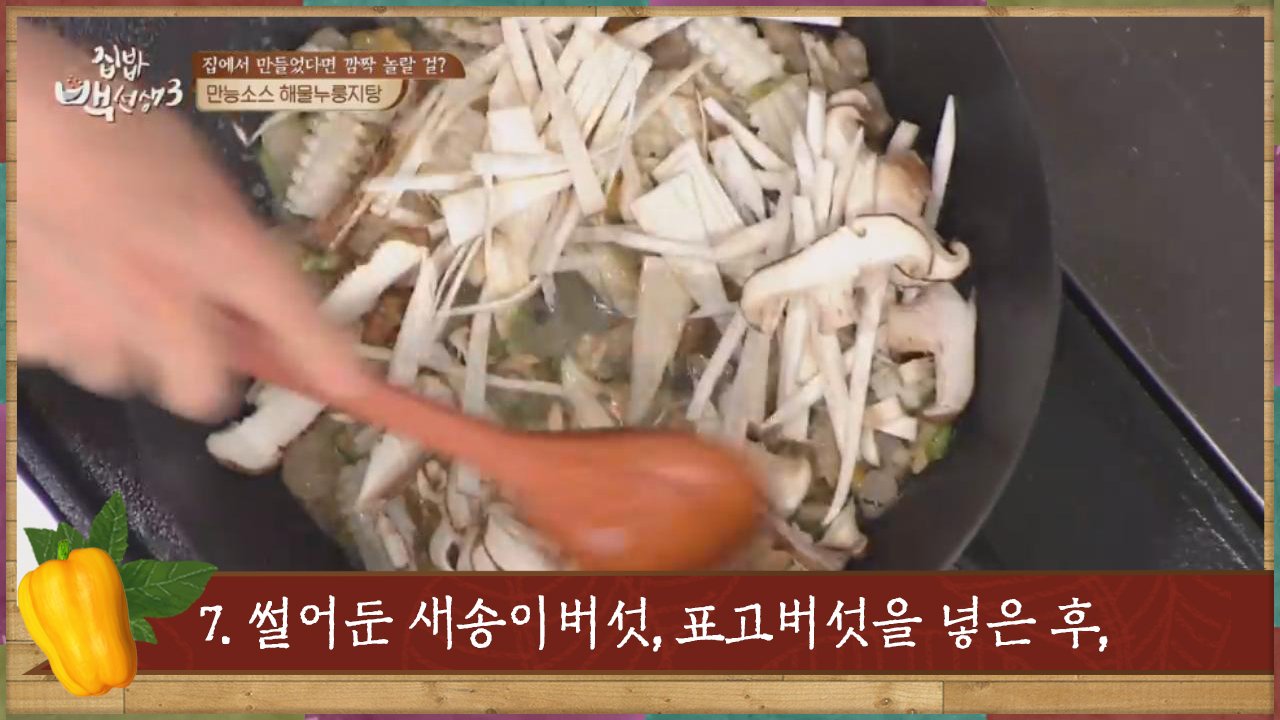 집밥
백선생3
집에서 만들었다면 깜짝 놀랄 걸?
만능소스 해물누룽지탕
7. 썰어둔 새송이버섯, 표고버섯을 넣은 후,